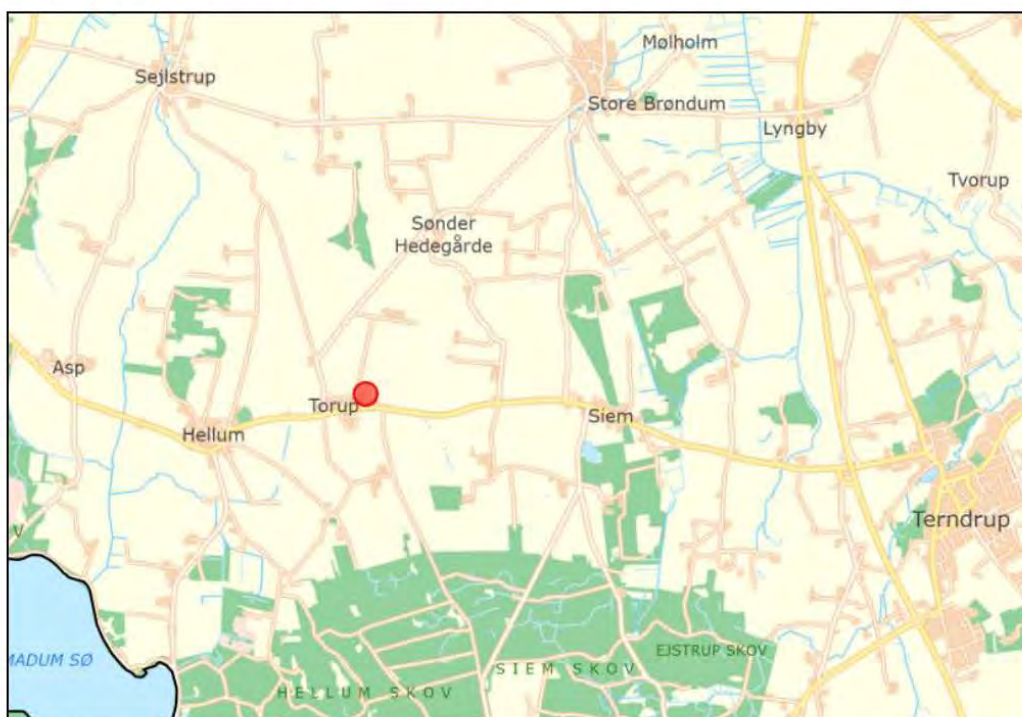 Mølholm
Sejlstrup
Store Brøndum
Lyngby
Tvorup
Sønder
Hedegårde
Asp
Torup
Siem
Hellum
Terndrup
V
MADUM SØ
EJSTRUP SKOV
SIEM SKOV
HELLUM SKOV